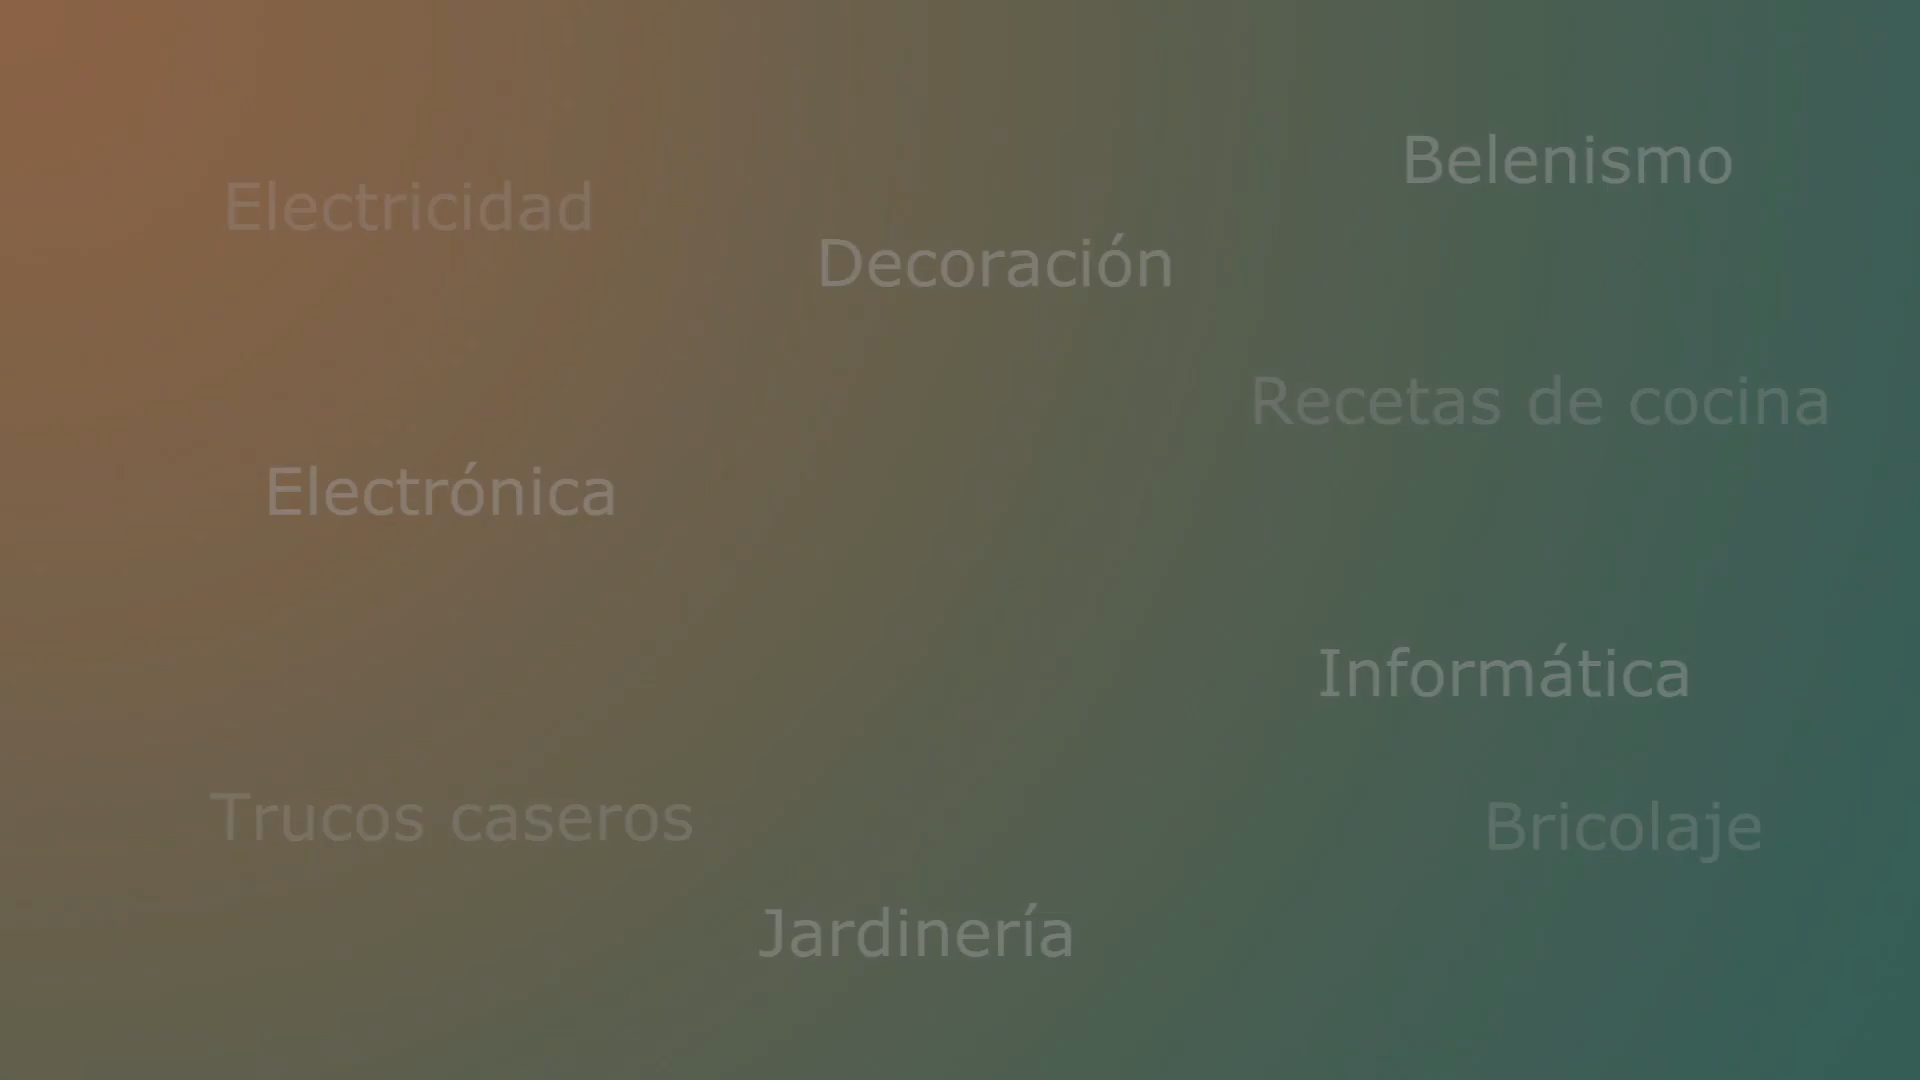 Belenismo
Electricidad
Decoración
Recetas de cocina
Electrónica
Informática
Trucos caseros
Bricolaje
Jardinería